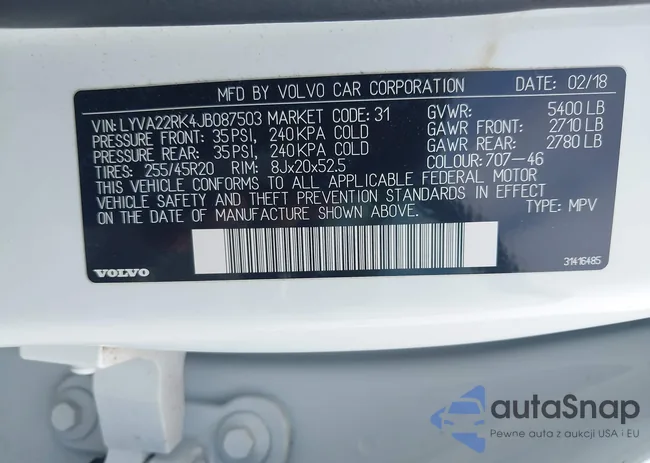 MFD BY VOLVO CAR CORPORATION DATE: 02/18
VIN: LYVA22RK4JB087503 MARKET CODE: 31 GVWR: 5400 LB
PRESSURE FRONT: 35 PSI, 240 KPA COLD GAWR FRONT: 2710 LB
PRESSURE REAR: 35 PSI, 240 KPA COLD GAWR REAR: 2780 LB
TIRES: 255/45R20 RIM: 8Jx20x52.5 COLOUR: 707-46
THIS VEHICLE CONFORMS TO ALL APPLICABLE FEDERAL MOTOR
VEHICLE SAFETY AND THEFT PREVENTION STANDARDS IN EFFECT
ON THE DATE OF MANUFACTURE SHOWN ABOVE. TYPE: MPV
VOLVO 31416485
autaSnap
Pewne auta z aukcji USA i EU